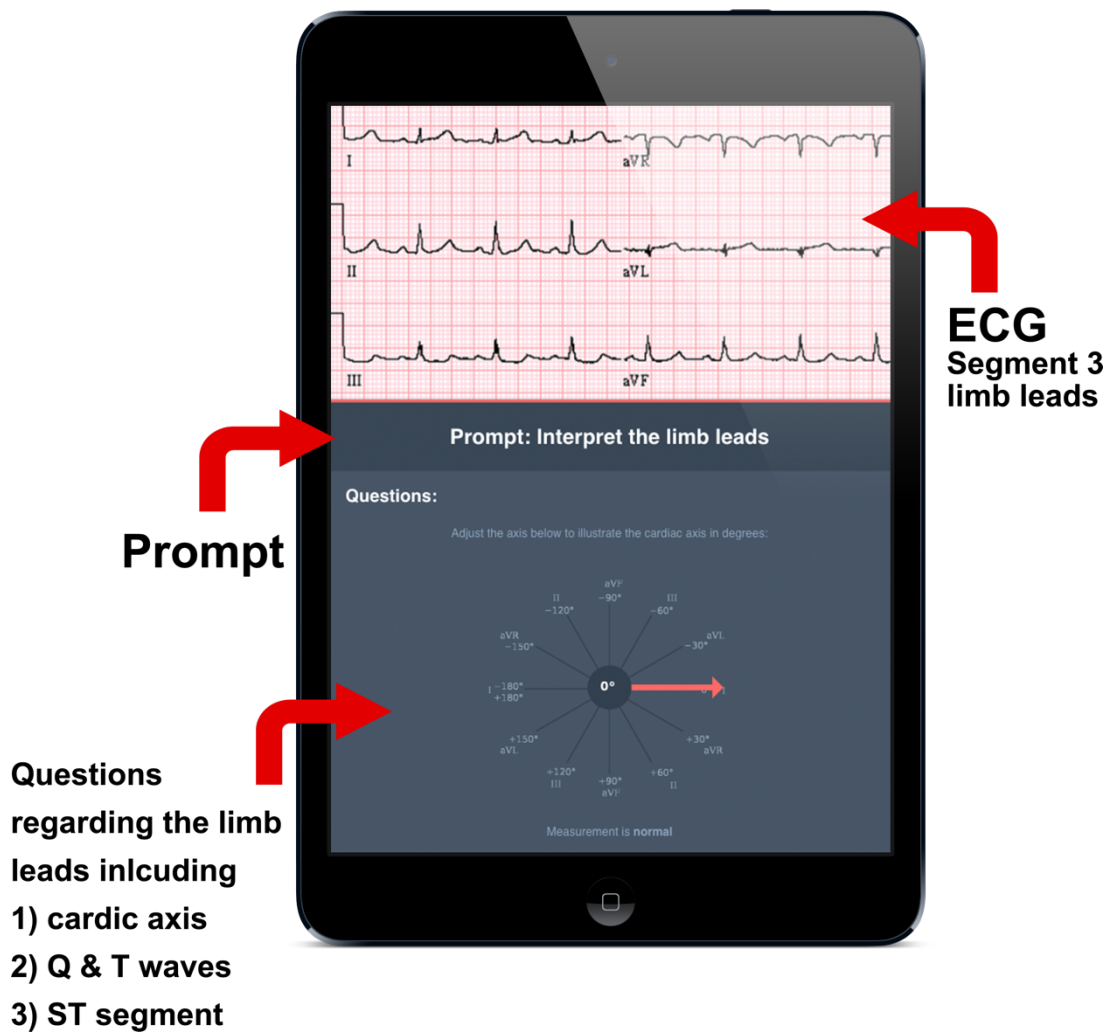 I
aVR
II
aVL
III
aVF
ECG
Segment 3
limb leads
Prompt: Interpret the limb leads
Prompt
Questions:
Adjust the axis below to illustrate the cardiac axis in degrees:
aVF
−90°
II
−120°
III
−60°
aVR
−150°
aVL
−30°
I −180°
+180°
0°
+150°
aVL
+30°
aVR
+120°
III
+90°
aVF
+60°
II
Measurement is normal
Questions
regarding the limb
leads inlcuding
1) cardic axis
2) Q & T waves
3) ST segment